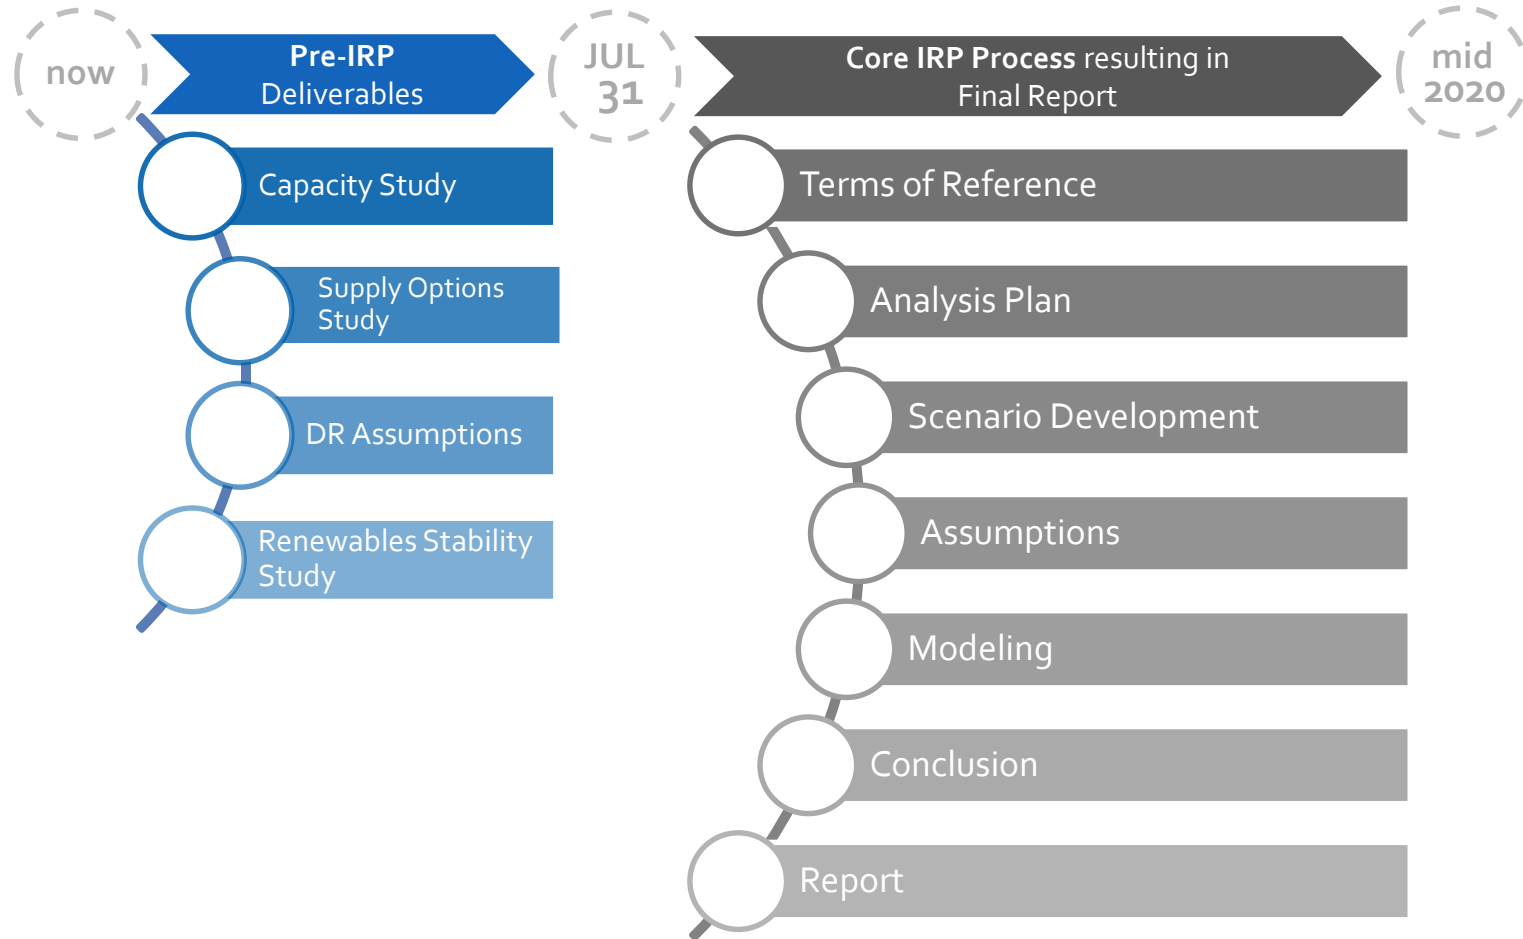 now
Pre-IRP
Deliverables
JUL
31
Core IRP Process resulting in
Final Report
mid
2020
Capacity Study
Supply Options
Study
DR Assumptions
Renewables Stability
Study
Terms of Reference
Analysis Plan
Scenario Development
Assumptions
Modeling
Conclusion
Report